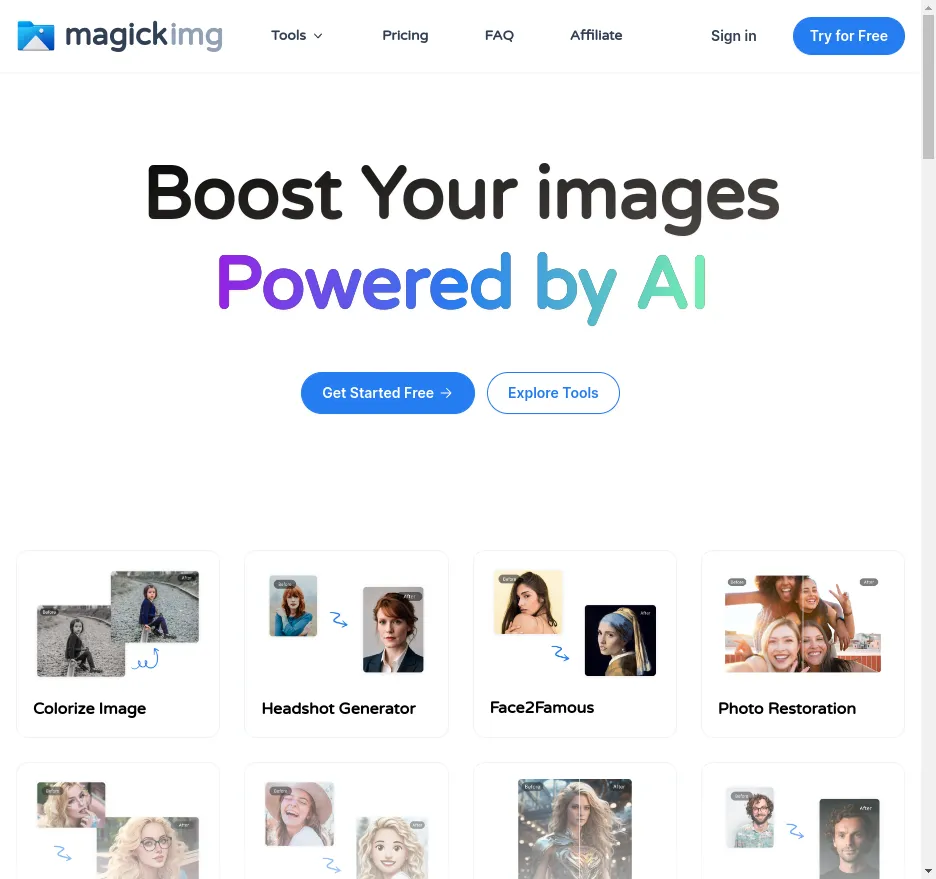 magickimg
Tools
Pricing
FAQ
Affiliate
Sign in
Try for Free
Boost Your images
Powered by AI
Get Started Free →
Explore Tools
Before
After
Colorize Image
Before
After
Headshot Generator
Before
After
Face2Famous
Before
After
Photo Restoration
Before
After
Before
After
Before
After
Before
After